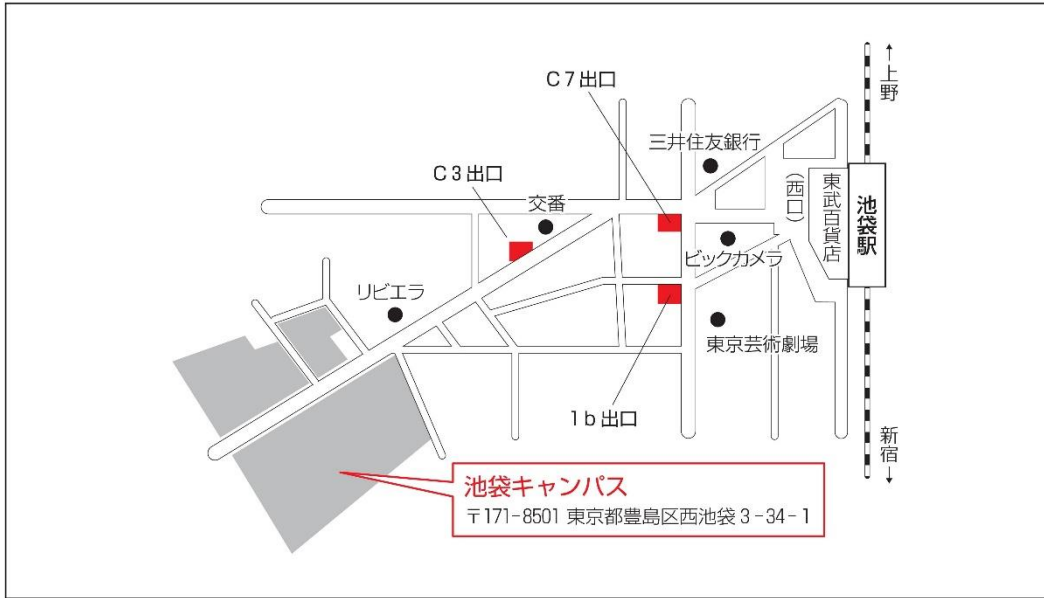 ↑上野
C7出口
三井住友銀行
C3出口
交番
(西口)
東武百貨店
池袋駅
ビックカメラ
リビエラ
東京芸術劇場
1b出口
新宿↓
池袋キャンパス
〒171-8501 東京都豊島区西池袋3-34-1